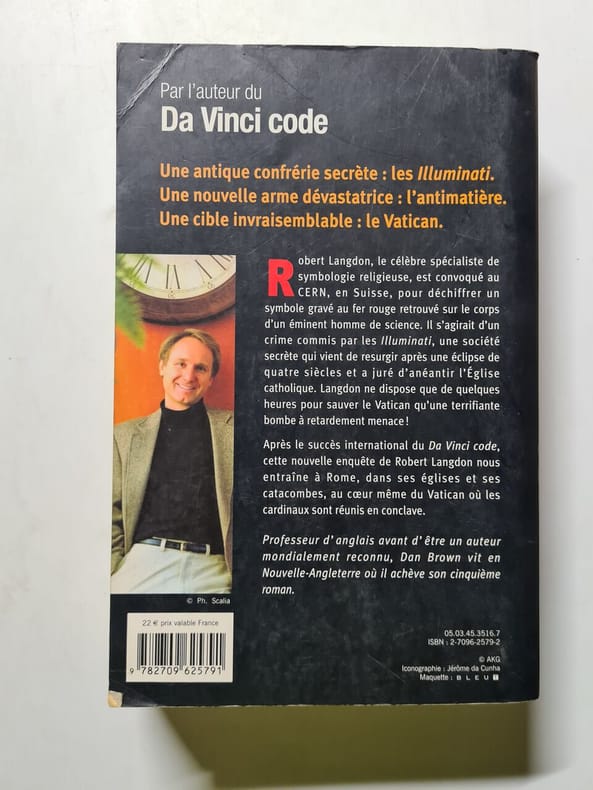 Par l'auteur du
Da Vinci code
Une antique confrérie secrète : les Illuminati.
Une nouvelle arme dévastatrice : l'antimatière.
Une cible invraisemblable : le Vatican.
Robert Langdon, le célèbre spécialiste de
symbologie religieuse, est convoqué au
CERN, en Suisse, pour déchiffrer un
symbole gravé au fer rouge retrouvé sur le corps
d'un éminent homme de science. Il s'agirait d'un
crime commis par les Illuminati, une société
secrète qui vient de resurgir après une éclipse de
quatre siècles et a juré d'anéantir l'Église
catholique. Langdon ne dispose que de quelques
heures pour sauver le Vatican qu'une terrifiante
bombe à retardement menace !
Après le succès international du Da Vinci code,
cette nouvelle enquête de Robert Langdon nous
entraîne à Rome, dans ses églises et ses
catacombes, au cœur même du Vatican où les
cardinaux sont réunis en conclave.
Professeur d'anglais avant d'être un auteur
mondialement reconnu, Dan Brown vit en
Nouvelle-Angleterre où il achève son cinquième
roman.
© Ph. Scalia
22 € prix valable France
9 782709 625791
05.03.45.3516.7
ISBN : 2-7096-2579-2
© AKG
Iconographie : Jérôme da Cunha
Maquette : BLEU T